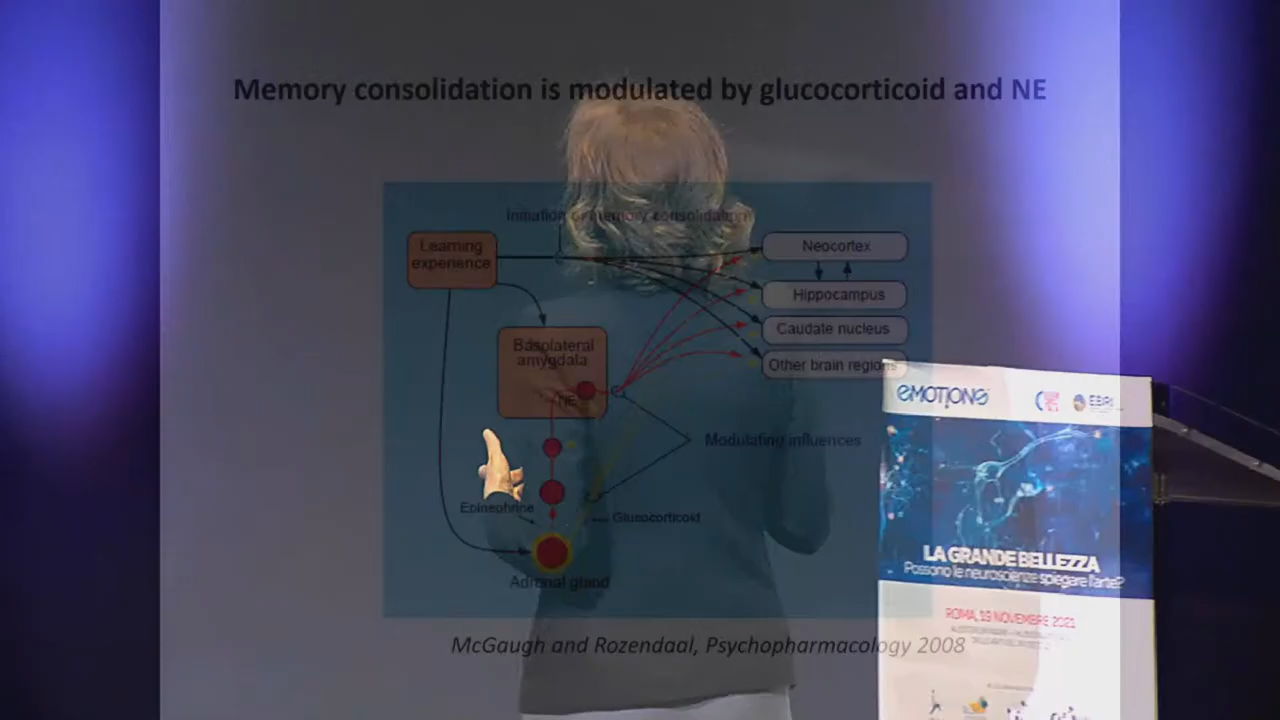 Memory consolidation is modulated by glucocorticoid and NE
Initiation of memory consolidation
Learning
experience
Neocortex
Hippocampus
Caudate nucleus
Other brain regions
Basolateral
amygdala
NE
Modulating influences
Epinephrine
Glucocorticoid
Adrenal gland
McGaugh and Rozendaal, Psychopharmacology 2008
eMOTIONS
EBRI
LA GRANDE BELLEZZA
Possono le neuroscienze spiegare l'arte?
ROMA, 19 NOVEMBRE 2021